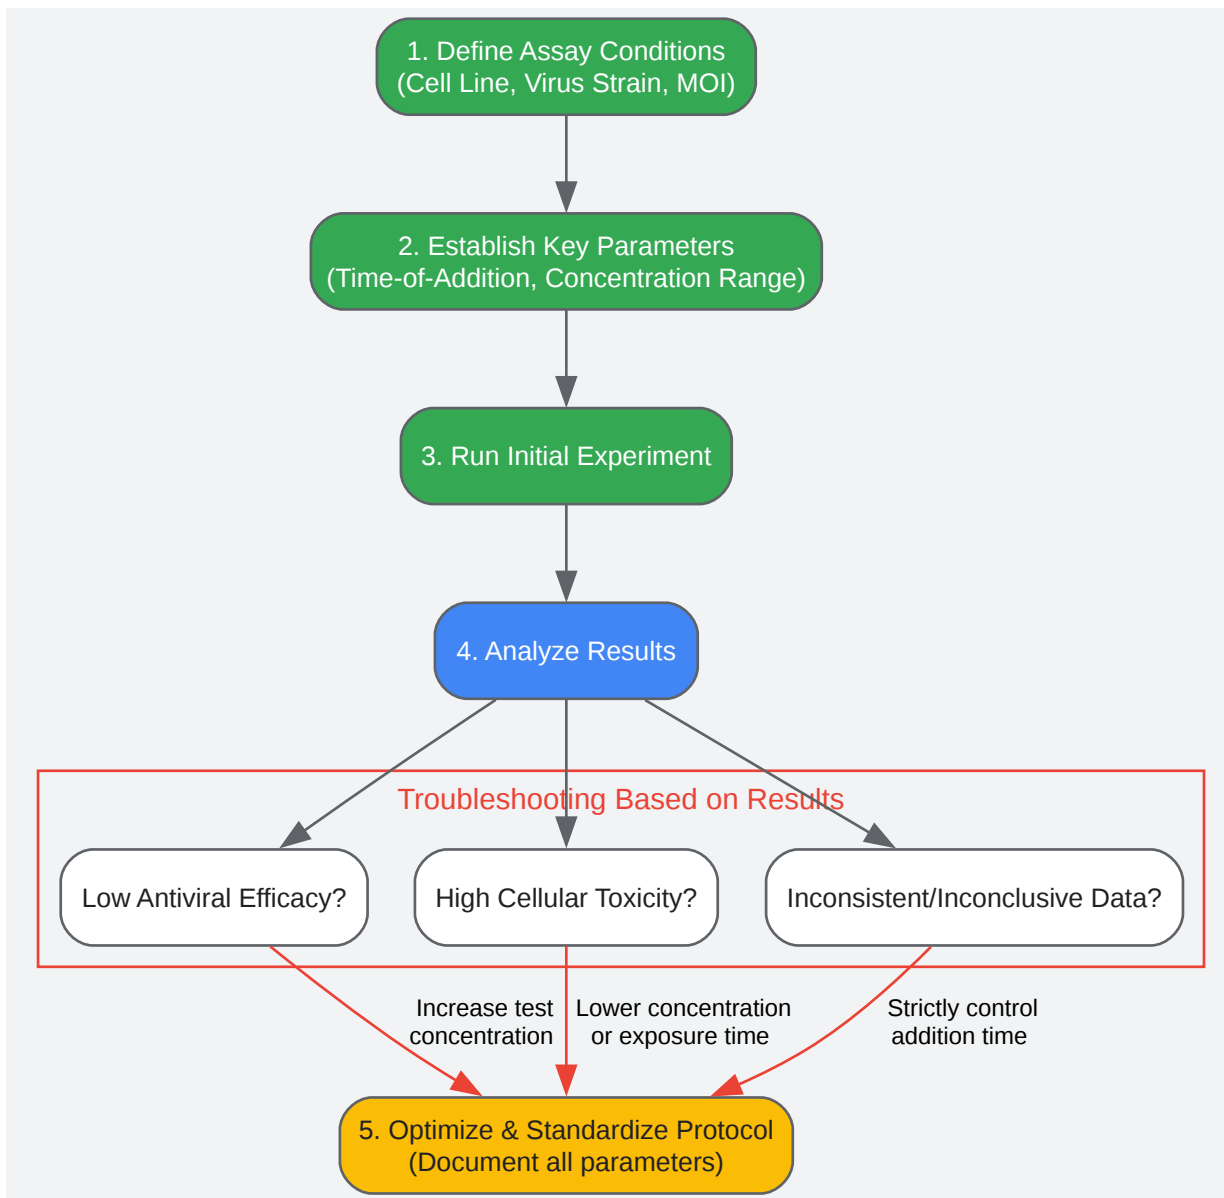 1. Define Assay Conditions
(Cell Line, Virus Strain, MOI)
2. Establish Key Parameters
(Time-of-Addition, Concentration Range)
3. Run Initial Experiment
4. Analyze Results
Troubleshooting Based on Results
Low Antiviral Efficacy?
High Cellular Toxicity?
Inconsistent/Inconclusive Data?
Increase test
concentration
Lower concentration
or exposure time
Strictly control
addition time
5. Optimize & Standardize Protocol
(Document all parameters)